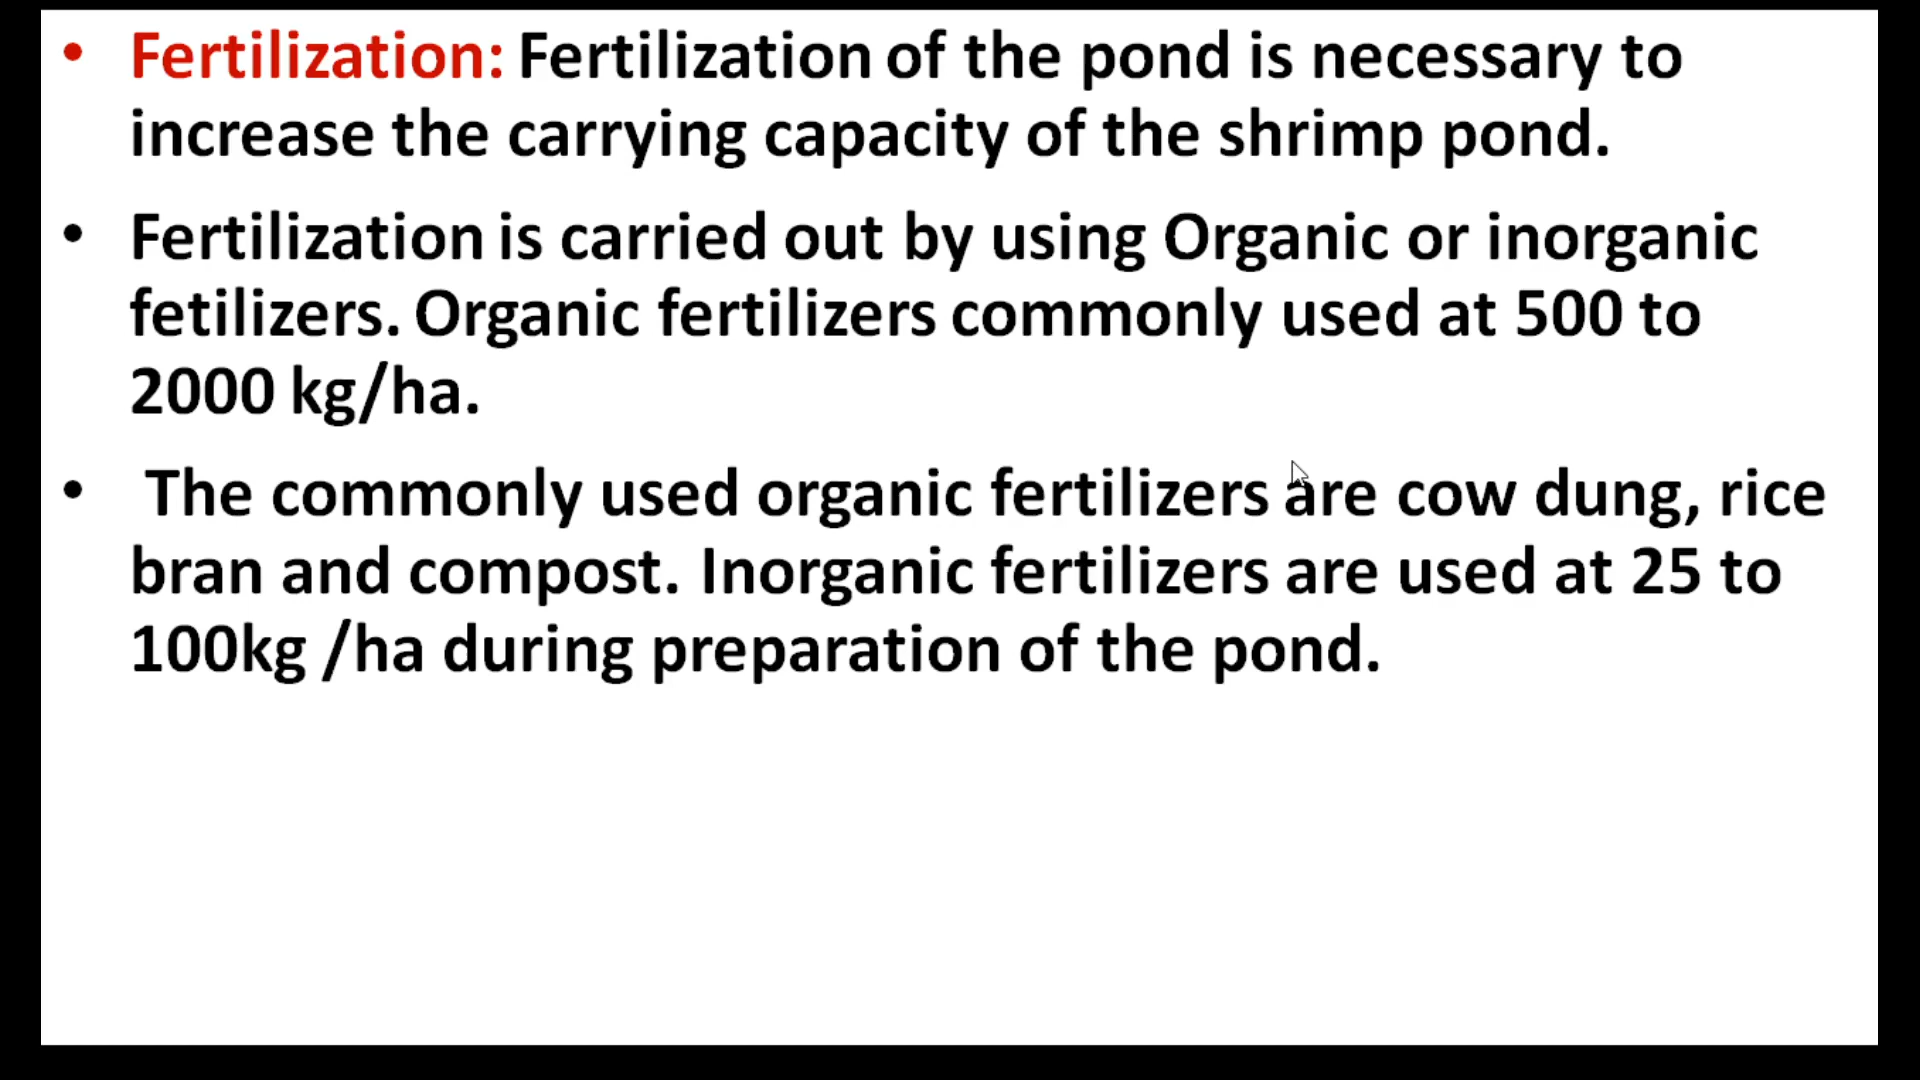 • Fertilization: Fertilization of the pond is necessary to
increase the carrying capacity of the shrimp pond.
• Fertilization is carried out by using Organic or inorganic
fetilizers. Organic fertilizers commonly used at 500 to
2000 kg/ha.
• The commonly used organic fertilizers are cow dung, rice
bran and compost. Inorganic fertilizers are used at 25 to
100kg /ha during preparation of the pond.